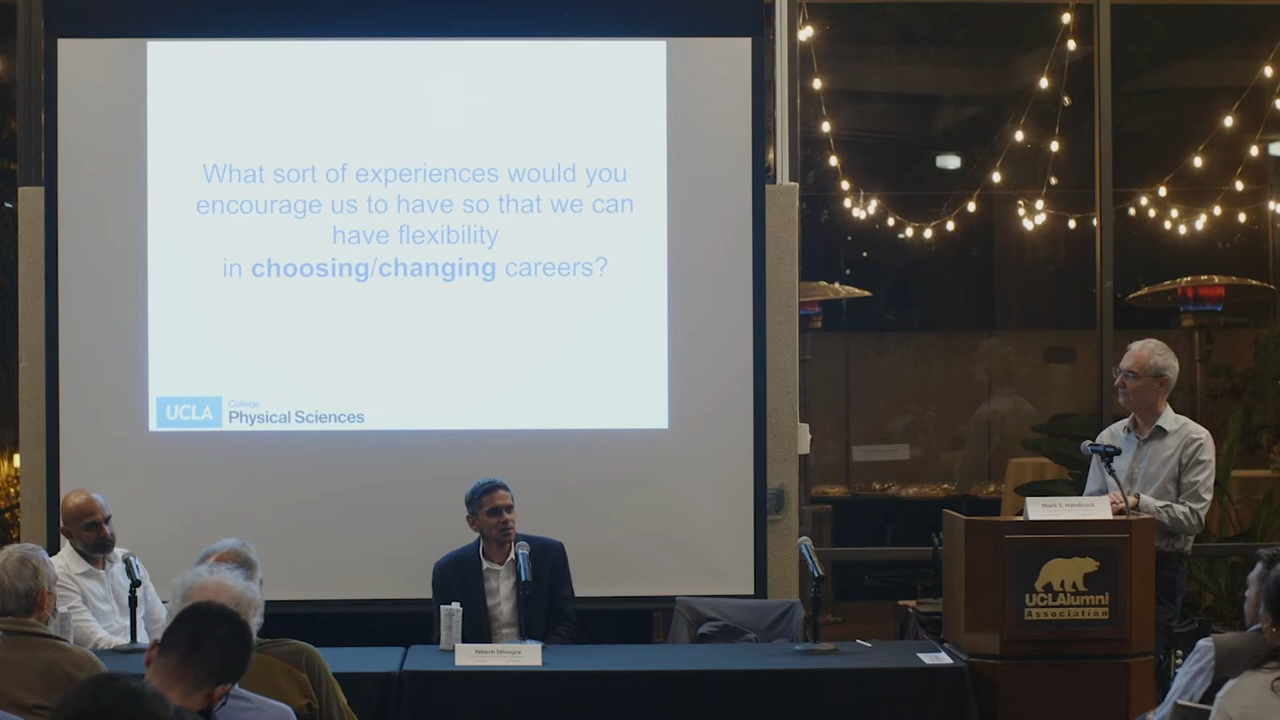 What sort of experiences would you
encourage us to have so that we can
have flexibility
in choosing/changing careers?
UCLA
College
Physical Sciences
Mark S. Handcock
UCLAlumni
Association
Nitesh Dhingra